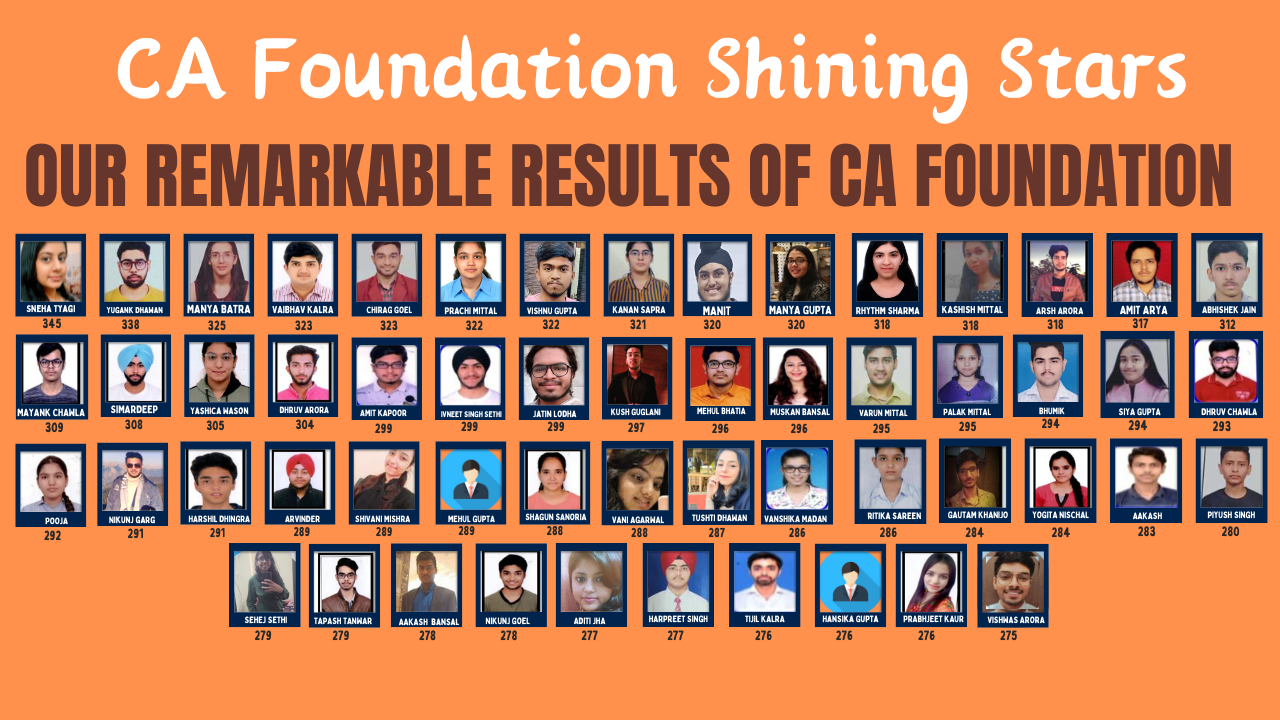 CA Foundation Shining Stars
OUR REMARKABLE RESULTS OF CA FOUNDATION
SNEHA TYAGI YUGANK DHAWAN MANYA BATRA VAIBHAV KALRA CHIRAG GOEL PRACHI MITTAL VISHNU GUPTA KANAN SAPRA MANIT MANYA GUPTA RHYTHM SHARMA KASHISH MITTAL ARSH ARORA AMIT ARYA ABHISHEK JAIN
345 338 325 323 323 322 322 321 320 320 318 318 318 317 312
MAYANK CHAWLA SIMARDEEP YASHICA WASON DHRUV ARORA AMIT KAPOOR IVNEET SINGH SETHI JATIN LODHA KUSH GUGLANI MEHUL BHATIA MUSKAN BANSAL VARUN MITTAL PALAK MITTAL BHUMIK SIYA GUPTA DHRUV CHAWLA
309 308 305 304 299 299 299 297 296 296 295 295 294 294 293
POOJA NIKUNJ GARG HARSHIL DHINGRA ARVINDER SHIVANI MISHRA MEHUL GUPTA SHAGUN SANORIA VANI AGARWAL TUSHTI DHAWAN VANSHIKA MADAN RITIKA SAREEN GAUTAM KHANIJO YOGITA NISCHAL AAKASH PIYUSH SINGH
292 291 291 289 289 289 288 288 287 286 286 284 284 283 280
SEHEJ SETHI TAPASH TANWAR AAKASH BANSAL NIKUNJ GOEL ADITI JHA HARPREET SINGH TIJIL KALRA HANSIKA GUPTA PRABHJEET KAUR VISHWAS ARORA
279 279 278 278 277 277 276 276 276 275